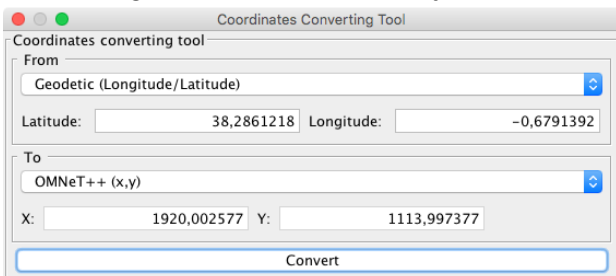 Coordinates Converting Tool
Coordinates converting tool
From
Geodetic (Longitude/Latitude)
Latitude: 38,2861218 Longitude: -0,6791392
To
OMNeT++ (x,y)
X: 1920,002577 Y: 1113,997377
Convert